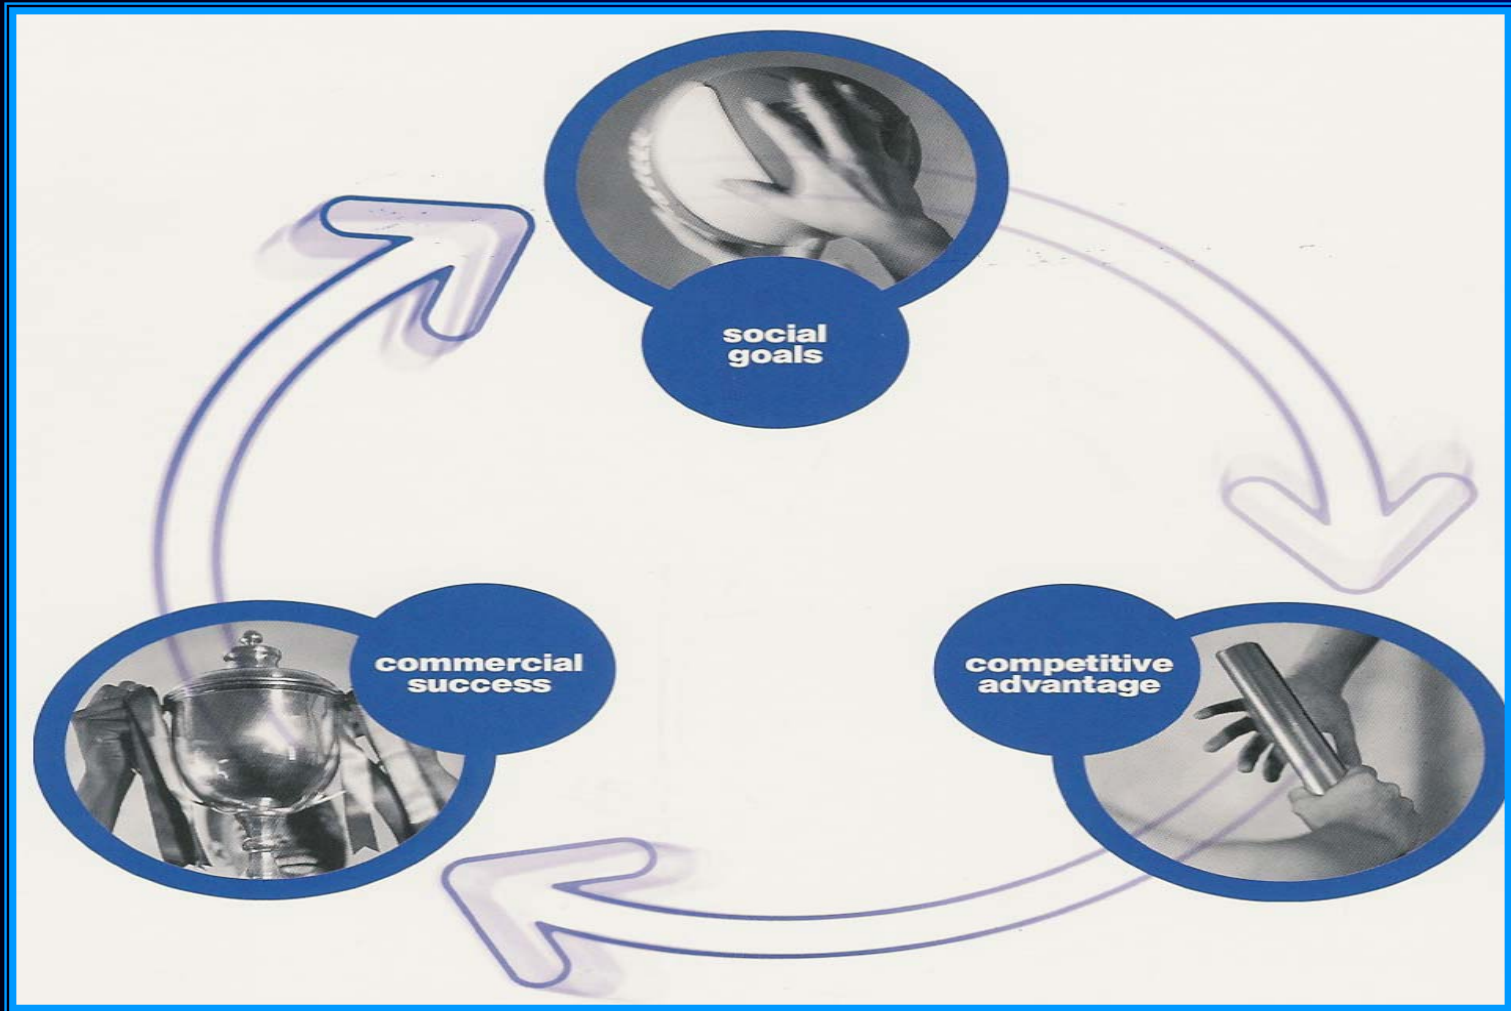 social
goals
commercial
success
competitive
advantage